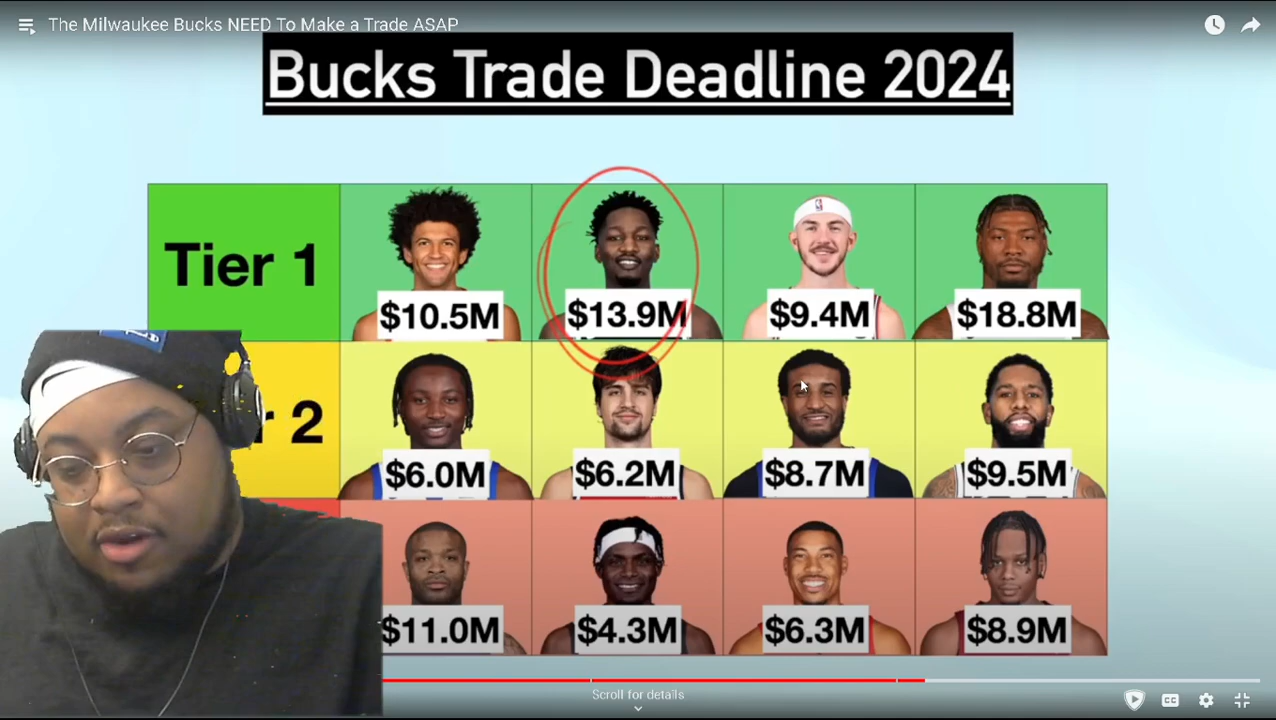 The Milwaukee Bucks NEED To Make a Trade ASAP
Bucks Trade Deadline 2024
Tier 1
$10.5M
$13.9M
$9.4M
$18.8M
r 2
$6.0M
$6.2M
$8.7M
$9.5M
$11.0M
$4.3M
$6.3M
$8.9M
Scroll for details
CC